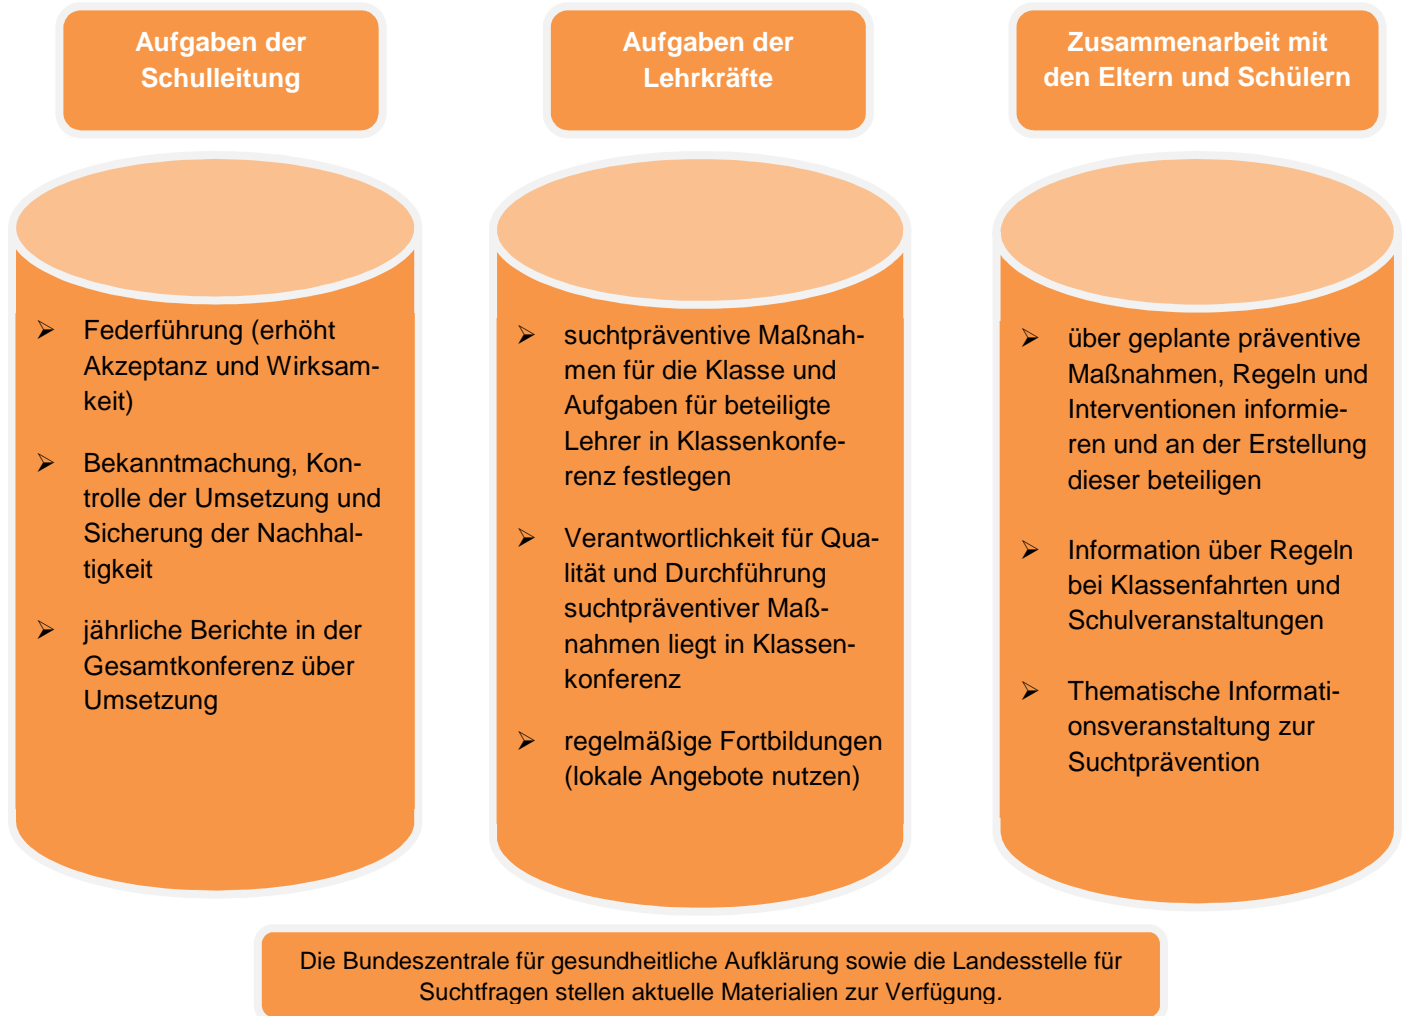 Aufgaben der
Schulleitung
Aufgaben der
Lehrkräfte
Zusammenarbeit mit
den Eltern und Schülern
➢ Federführung (erhöht
Akzeptanz und Wirksam-
keit)
➢ Bekanntmachung, Kon-
trolle der Umsetzung und
Sicherung der Nachhal-
tigkeit
➢ jährliche Berichte in der
Gesamtkonferenz über
Umsetzung
➢ suchtpräventive Maßnah-
men für die Klasse und
Aufgaben für beteiligte
Lehrer in Klassenkonfe-
renz festlegen
➢ Verantwortlichkeit für Qua-
lität und Durchführung
suchtpräventiver Maß-
nahmen liegt in Klassen-
konferenz
➢ regelmäßige Fortbildungen
(lokale Angebote nutzen)
➢ über geplante präventive
Maßnahmen, Regeln und
Interventionen informie-
ren und an der Erstellung
dieser beteiligen
➢ Information über Regeln
bei Klassenfahrten und
Schulveranstaltungen
➢ Thematische Informati-
onsveranstaltung zur
Suchtprävention
Die Bundeszentrale für gesundheitliche Aufklärung sowie die Landesstelle für
Suchtfragen stellen aktuelle Materialien zur Verfügung.